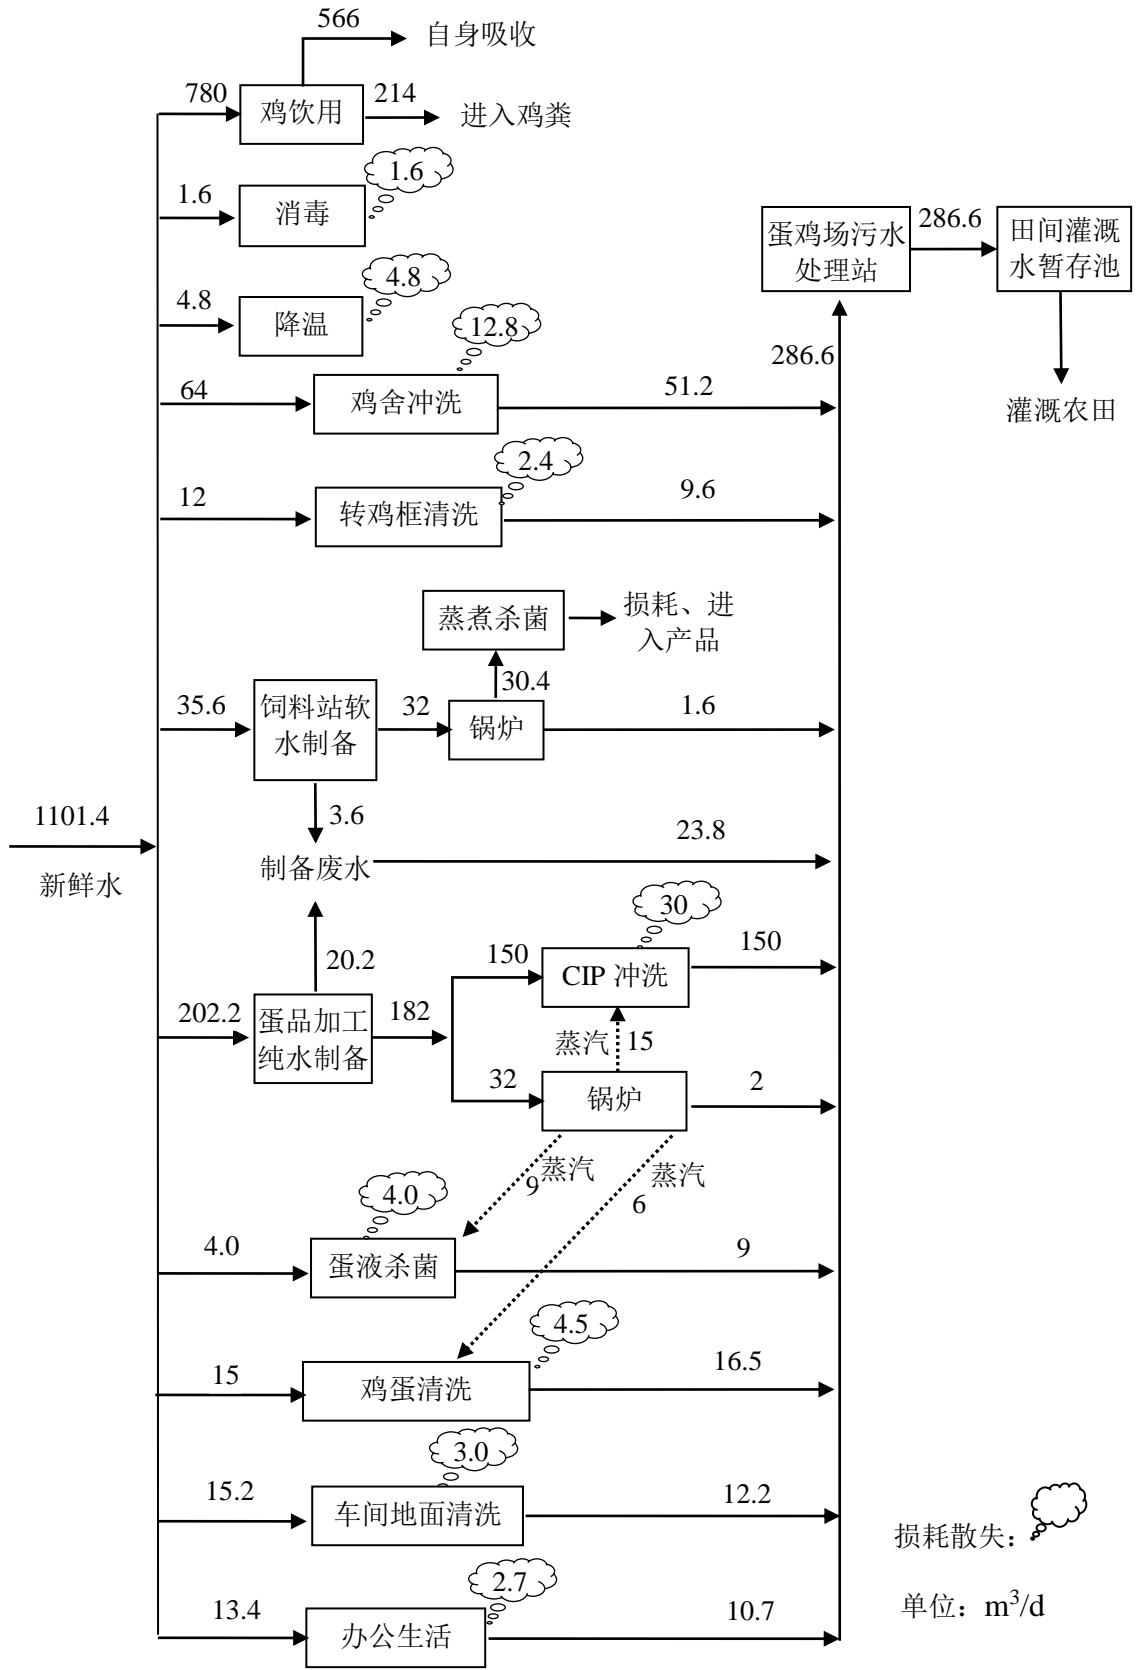 566
自身吸收
780
鸡饮用
214
进入鸡粪
1.6
消毒
1.6
4.8
降温
4.8
蛋鸡场污水
处理站
286.6
田间灌溉
水暂存池
灌溉农田
286.6
64
鸡舍冲洗
12.8
51.2
12
转鸡框清洗
2.4
9.6
蒸煮杀菌
损耗、进
入产品
30.4
35.6
饲料站软
水制备
32
锅炉
1.6
3.6
1101.4
新鲜水
制备废水
23.8
20.2
202.2
蛋品加工
纯水制备
182
150
CIP 冲洗
30
150
蒸汽
15
32
锅炉
2
蒸汽
9
蒸汽
6
4.0
4.0
蛋液杀菌
9
15
鸡蛋清洗
4.5
16.5
15.2
车间地面清洗
3.0
12.2
13.4
办公生活
2.7
10.7
损耗散失：
单位：m³/d